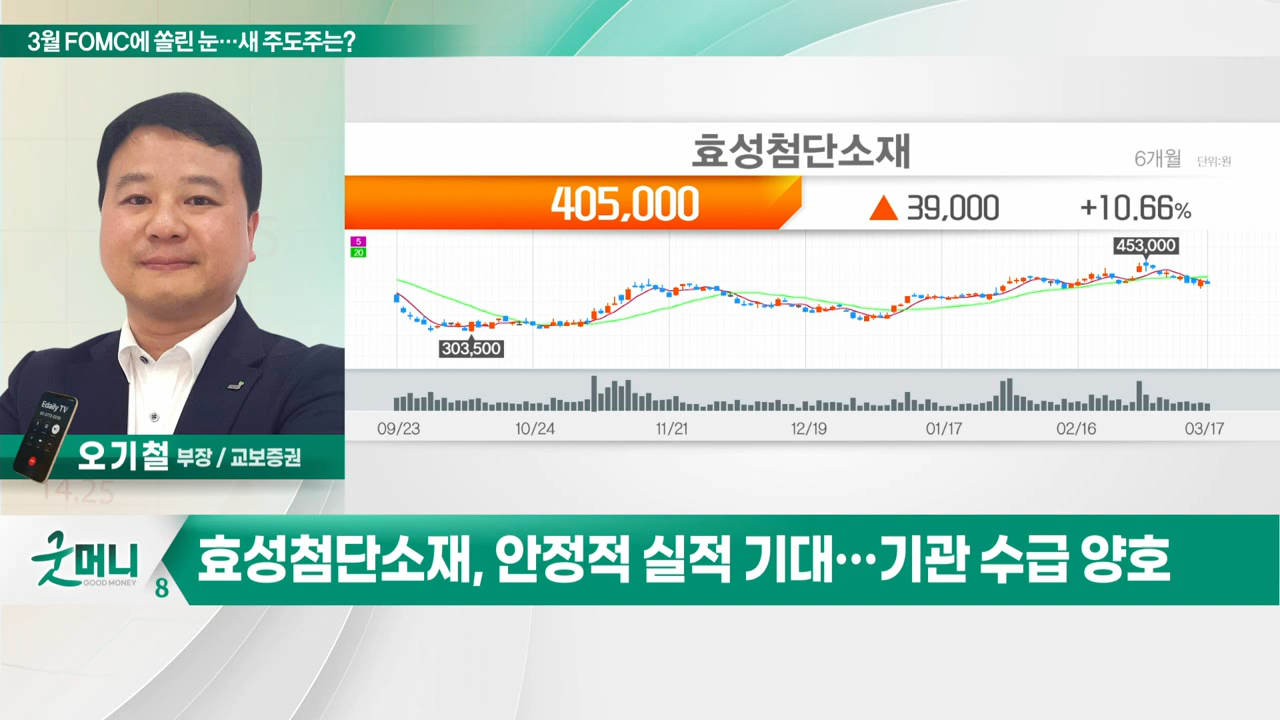 3월 FOMC에 쏠린 눈…새 주도주는?
효성첨단소재
6개월 단위:원
405,000 ▲ 39,000 +10.66%
5
20
453,000
303,500
09/23 10/24 11/21 12/19 01/17 02/16 03/17
Edaily TV
오기철 부장 / 교보증권
14.25
굿머니
GOOD MONEY
8
효성첨단소재, 안정적 실적 기대…기관 수급 양호